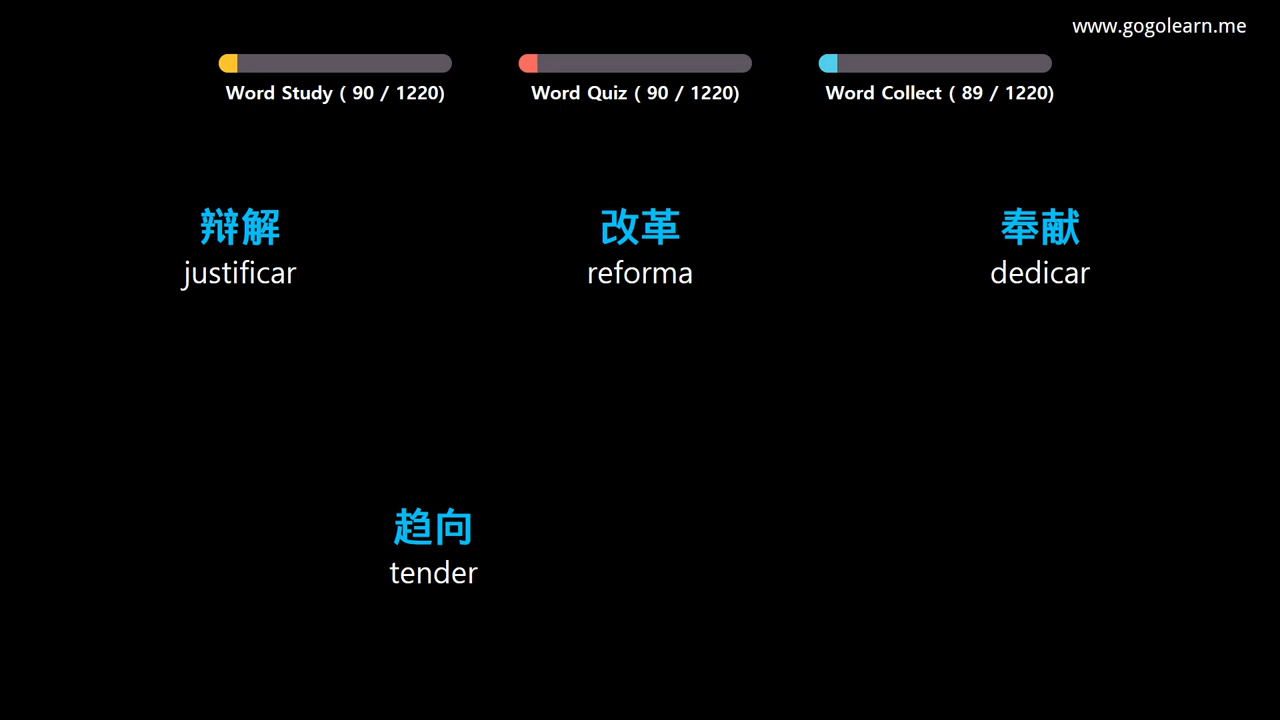 www.gogolearn.me
Word Study ( 90 / 1220)
Word Quiz ( 90 / 1220)
Word Collect ( 89 / 1220)
辩解
justificar
改革
reforma
奉献
dedicar
趋向
tender